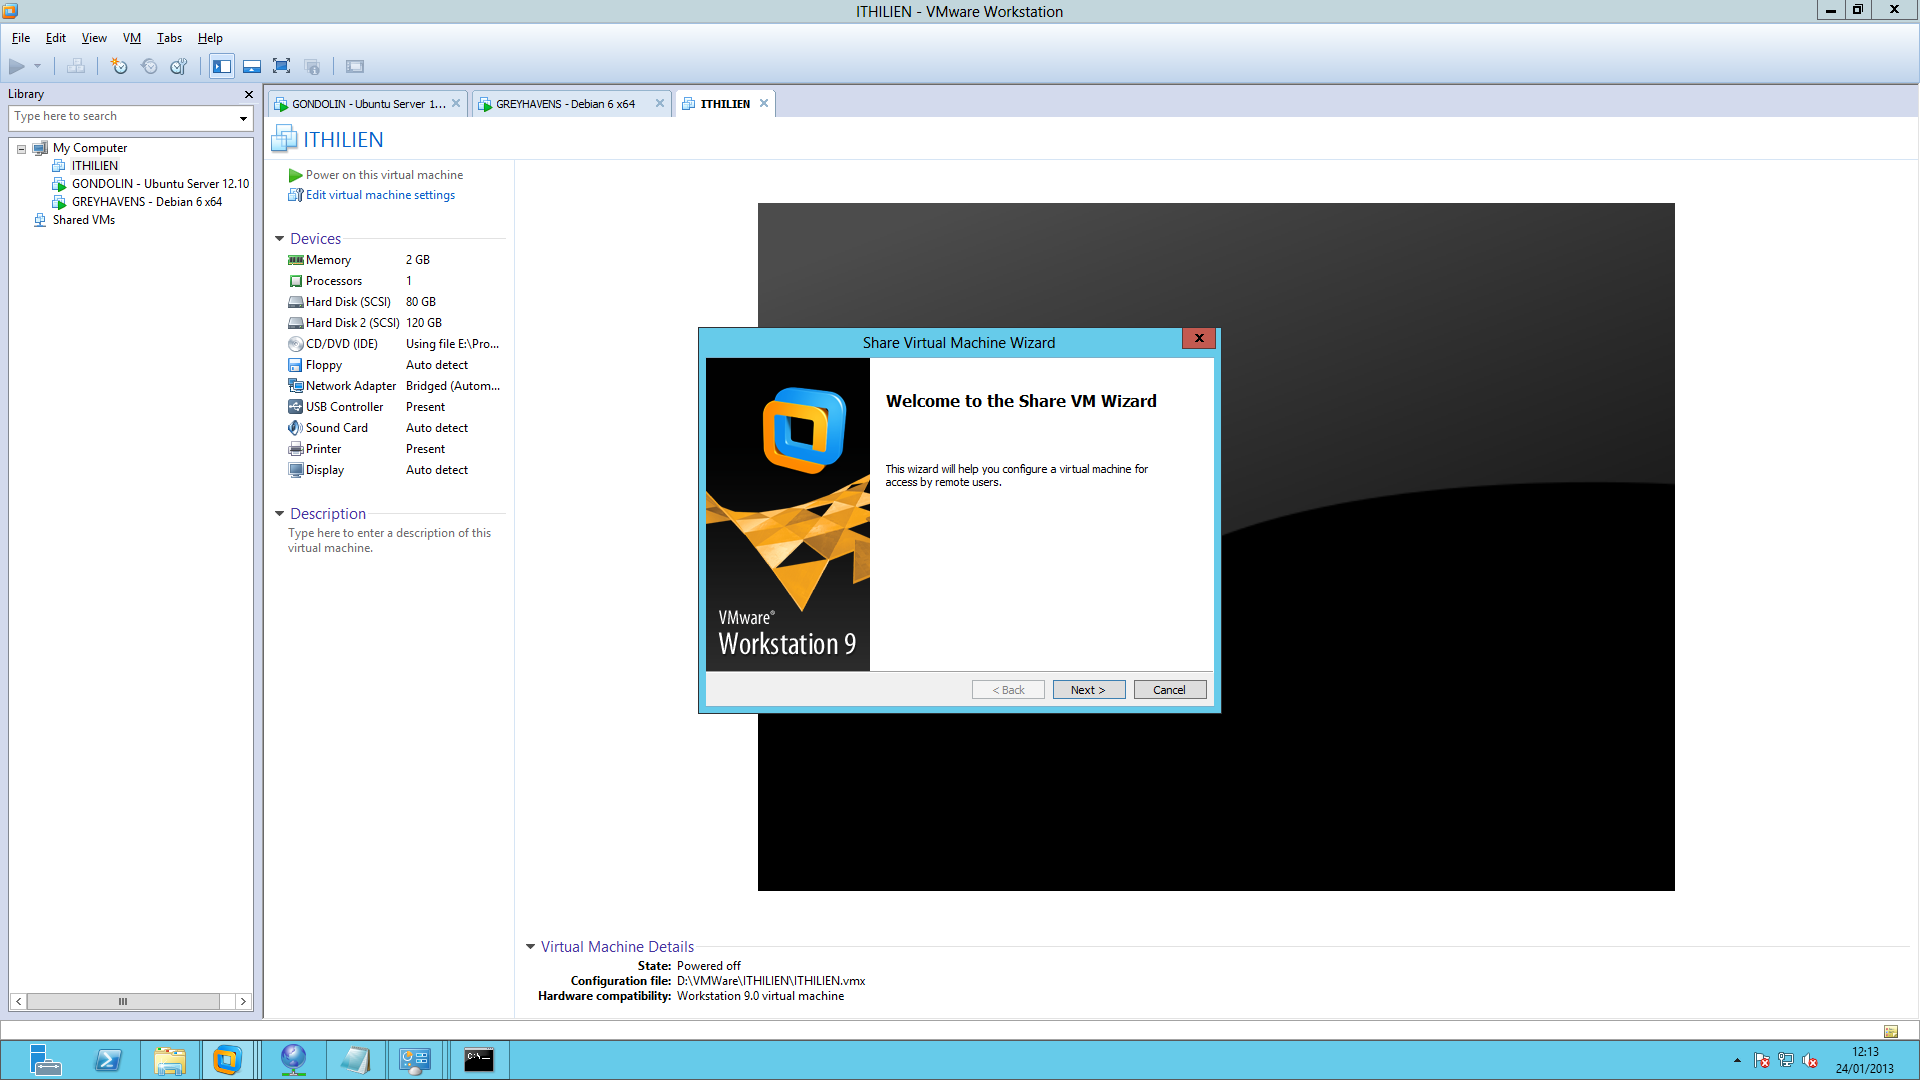 ITHILIEN - VMware Workstation
File Edit View VM Tabs Help
Library
Type here to search
My Computer
ITHILIEN
GONDOLIN - Ubuntu Server 12.10
GREYHAVENS - Debian 6 x64
Shared VMs
GONDOLIN - Ubuntu Server 1...
GREYHAVENS - Debian 6 x64
ITHILIEN
ITHILIEN
Power on this virtual machine
Edit virtual machine settings
Devices
Memory 2 GB
Processors 1
Hard Disk (SCSI) 80 GB
Hard Disk 2 (SCSI) 120 GB
CD/DVD (IDE) Using file E:\Pro...
Floppy Auto detect
Network Adapter Bridged (Autom...
USB Controller Present
Sound Card Auto detect
Printer Present
Display Auto detect
Description
Type here to enter a description of this
virtual machine.
Share Virtual Machine Wizard
Welcome to the Share VM Wizard
This wizard will help you configure a virtual machine for
access by remote users.
VMware®
Workstation 9
< Back Next > Cancel
Virtual Machine Details
State: Powered off
Configuration file: D:\VMWare\ITHILIEN\ITHILIEN.vmx
Hardware compatibility: Workstation 9.0 virtual machine
C:\
12:13
24/01/2013